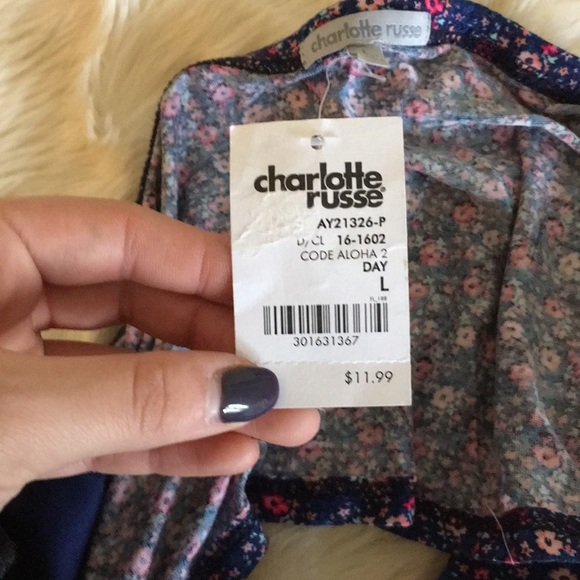 charlotte russe
charlotte
russe®
AY21326-P
D/CL 16-1602
CODE ALOHA 2
DAY
L
301631367
$11.99